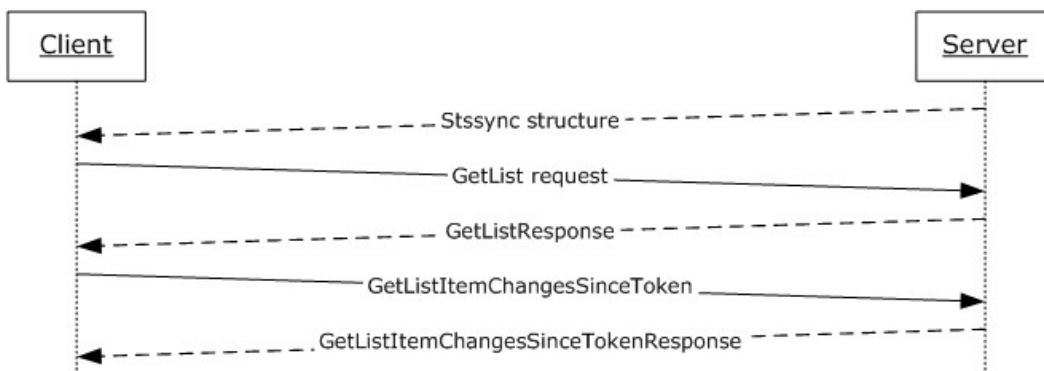 Client
Server
Stssync structure
GetList request
GetListResponse
GetListItemChangesSinceToken
GetListItemChangesSinceTokenResponse